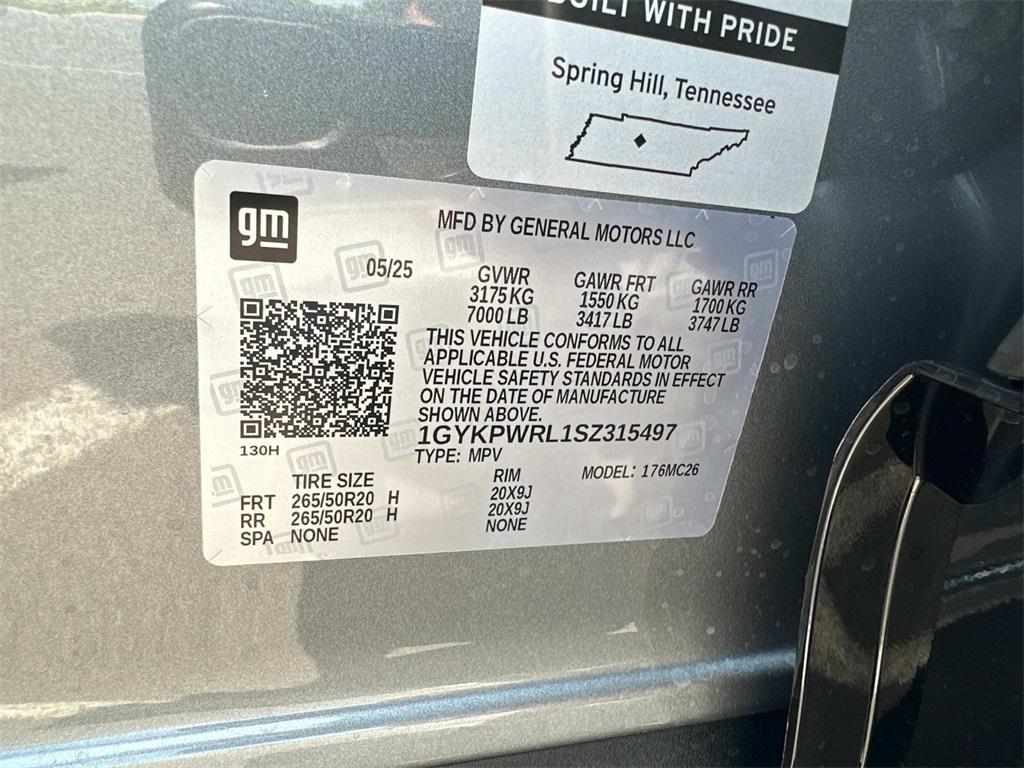 BUILT WITH PRIDE
Spring Hill, Tennessee
gm
MFD BY GENERAL MOTORS LLC
05/25
GVWR GAWR FRT GAWR RR
3175 KG 1550 KG 1700 KG
7000 LB 3417 LB 3747 LB
THIS VEHICLE CONFORMS TO ALL
APPLICABLE U.S. FEDERAL MOTOR
VEHICLE SAFETY STANDARDS IN EFFECT
ON THE DATE OF MANUFACTURE
SHOWN ABOVE.
1GYKPWRL1SZ315497
130H
TYPE: MPV MODEL: 176MC26
TIRE SIZE RIM
FRT 265/50R20 H 20X9J
RR 265/50R20 H 20X9J
SPA NONE NONE